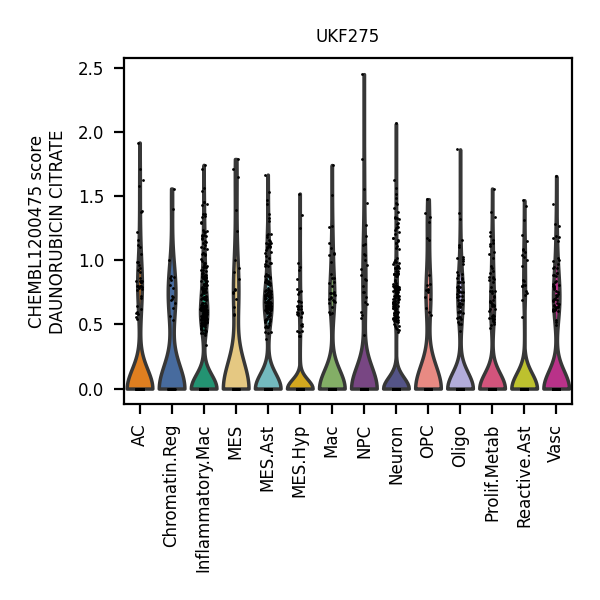 UKF275
CHEMBL1200475 score
DAUNORUBICIN CITRATE
2.5
2.0
1.5
1.0
0.5
0.0
AC
Chromatin.Reg
Inflammatory.Mac
MES
MES.Ast
MES.Hyp
Mac
NPC
Neuron
OPC
Oligo
Prolif.Metab
Reactive.Ast
Vasc